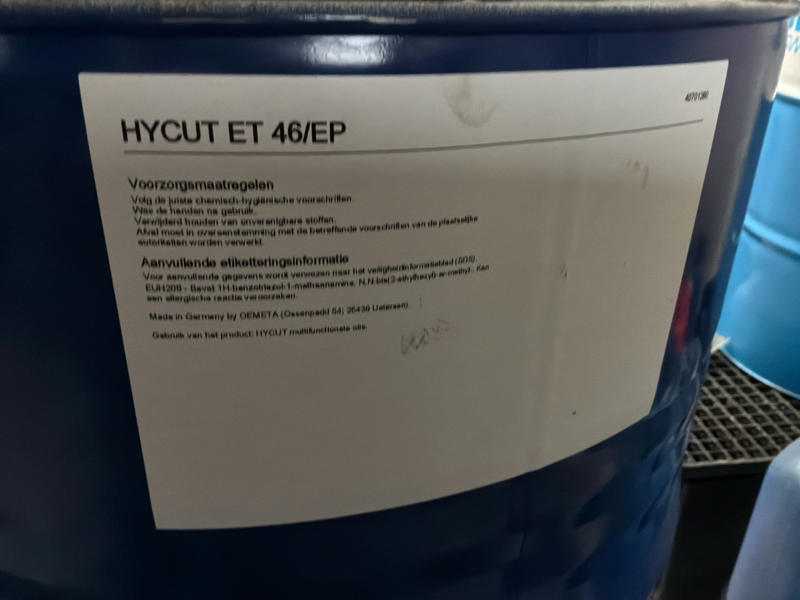 40701380
HYCUT ET 46/EP
Voorzorgsmaatregelen
Volg de juiste chemisch-hygiënische voorschriften.
Was de handen na gebruik.
Verwijderd houden van onverenigbare stoffen.
Afval moet in overeenstemming met de betreffende voorschriften van de plaatselijke
autoriteiten worden verwerkt.
Aanvullende etiketteringsinformatie
Voor aanvullende gegevens wordt verwezen naar het veiligheidinformatieblad (SDS).
EUH208 - Bevat 1H-benzotriazol-1-methaanamine, N,N-bis(2-ethylhexyl)-ar-methyl-. Kan
een allergische reactie veroorzaken.
Made in Germany by OEMETA (Ossenpadd 54; 25436 Uetersen).
Gebruik van het product: HYCUT multifunctionele olie.